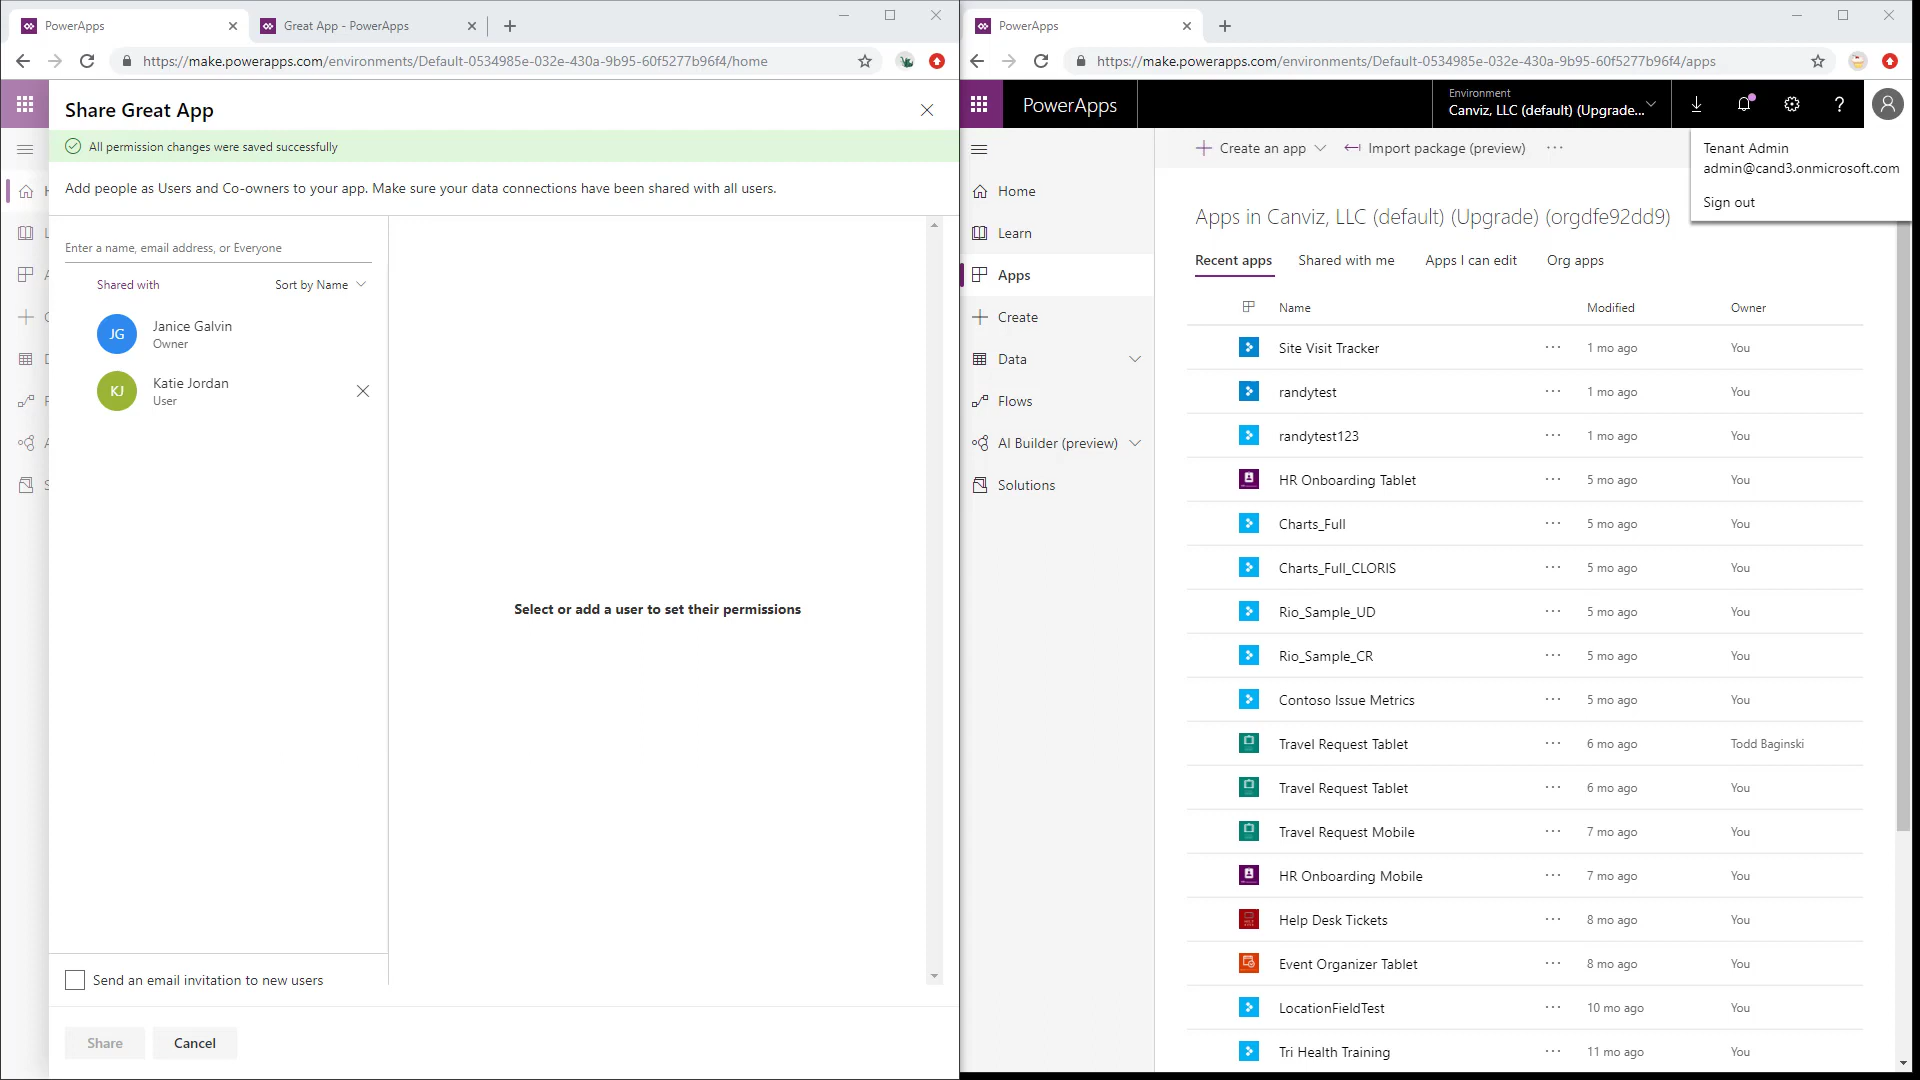 PowerApps
Great App - PowerApps
https://make.powerapps.com/environments/Default-0534985e-032e-430a-9b95-60f5277b96f4/home
Share Great App
All permission changes were saved successfully
Add people as Users and Co-owners to your app. Make sure your data connections have been shared with all users.
Enter a name, email address, or Everyone
Shared with
Sort by Name
JG
Janice Galvin
Owner
KJ
Katie Jordan
User
Select or add a user to set their permissions
Send an email invitation to new users
Share
Cancel
PowerApps
https://make.powerapps.com/environments/Default-0534985e-032e-430a-9b95-60f5277b96f4/apps
PowerApps
Environment
Canviz, LLC (default) (Upgrade...
?
Tenant Admin
admin@cand3.onmicrosoft.com
Sign out
Create an app
Import package (preview)
...
Home
Learn
Apps
Create
Data
Flows
AI Builder (preview)
Solutions
Apps in Canviz, LLC (default) (Upgrade) (orgdfe92dd9)
Recent apps
Shared with me
Apps I can edit
Org apps
Name Modified Owner
Site Visit Tracker ... 1 mo ago You
randytest ... 1 mo ago You
randytest123 ... 1 mo ago You
HR Onboarding Tablet ... 5 mo ago You
Charts_Full ... 5 mo ago You
Charts_Full_CLORIS ... 5 mo ago You
Rio_Sample_UD ... 5 mo ago You
Rio_Sample_CR ... 5 mo ago You
Contoso Issue Metrics ... 5 mo ago You
Travel Request Tablet ... 6 mo ago Todd Baginski
Travel Request Tablet ... 6 mo ago You
Travel Request Mobile ... 7 mo ago You
HR Onboarding Mobile ... 7 mo ago You
Help Desk Tickets ... 8 mo ago You
Event Organizer Tablet ... 8 mo ago You
LocationFieldTest ... 10 mo ago You
Tri Health Training ... 11 mo ago You